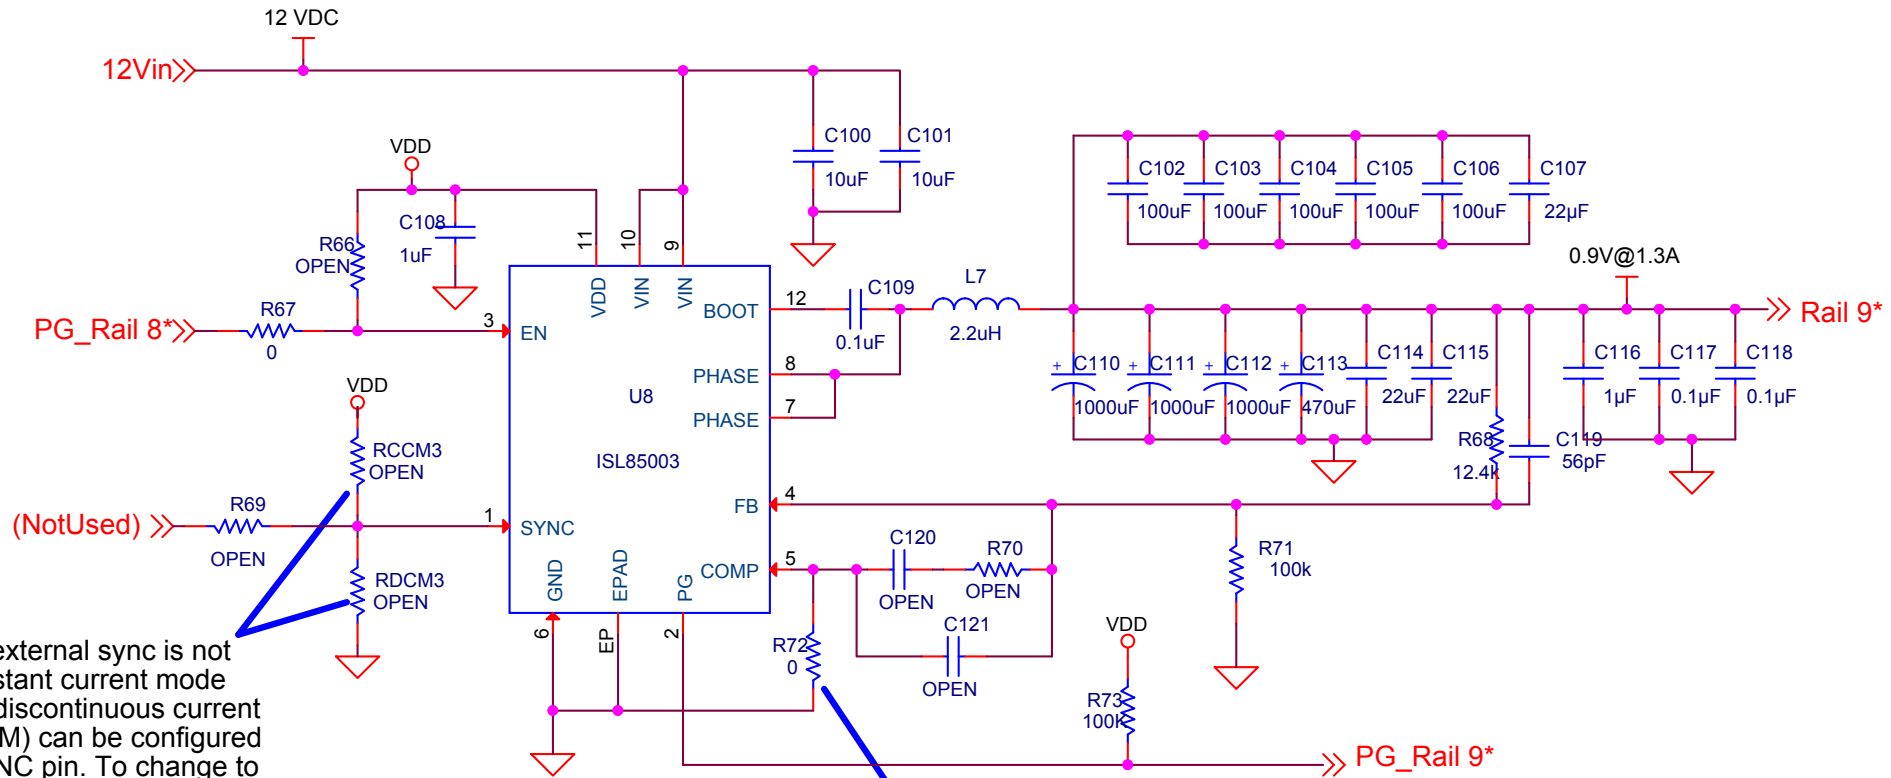 12 VDC
12Vin
VDD
C100
10uF
C101
10uF
C102
100uF
C103
100uF
C104
100uF
C105
100uF
C106
100uF
C107
22µF
C108
1uF
R66
OPEN
R67
0
PG_Rail 8*
11
10
9
VDD
VIN
VIN
3
EN
BOOT
12
C109
0.1uF
L7
2.2uH
0.9V@1.3A
Rail 9*
PHASE
8
PHASE
7
U8
ISL85003
C110
1000uF
C111
1000uF
C112
1000uF
C113
470uF
C114
22uF
C115
22uF
C116
1µF
C117
0.1µF
C118
0.1µF
R68
12.4k
C119
56pF
VDD
RCCM3
OPEN
(NotUsed)
R69
OPEN
1
SYNC
RDCM3
OPEN
FB
4
COMP
5
GND
EPAD
PG
6
EP
2
C120
OPEN
R70
OPEN
C121
OPEN
R71
100k
R72
0
VDD
R73
100K
PG_Rail 9*
external sync is not
stant current mode
discontinuous current
M) can be configured
NC pin. To change to